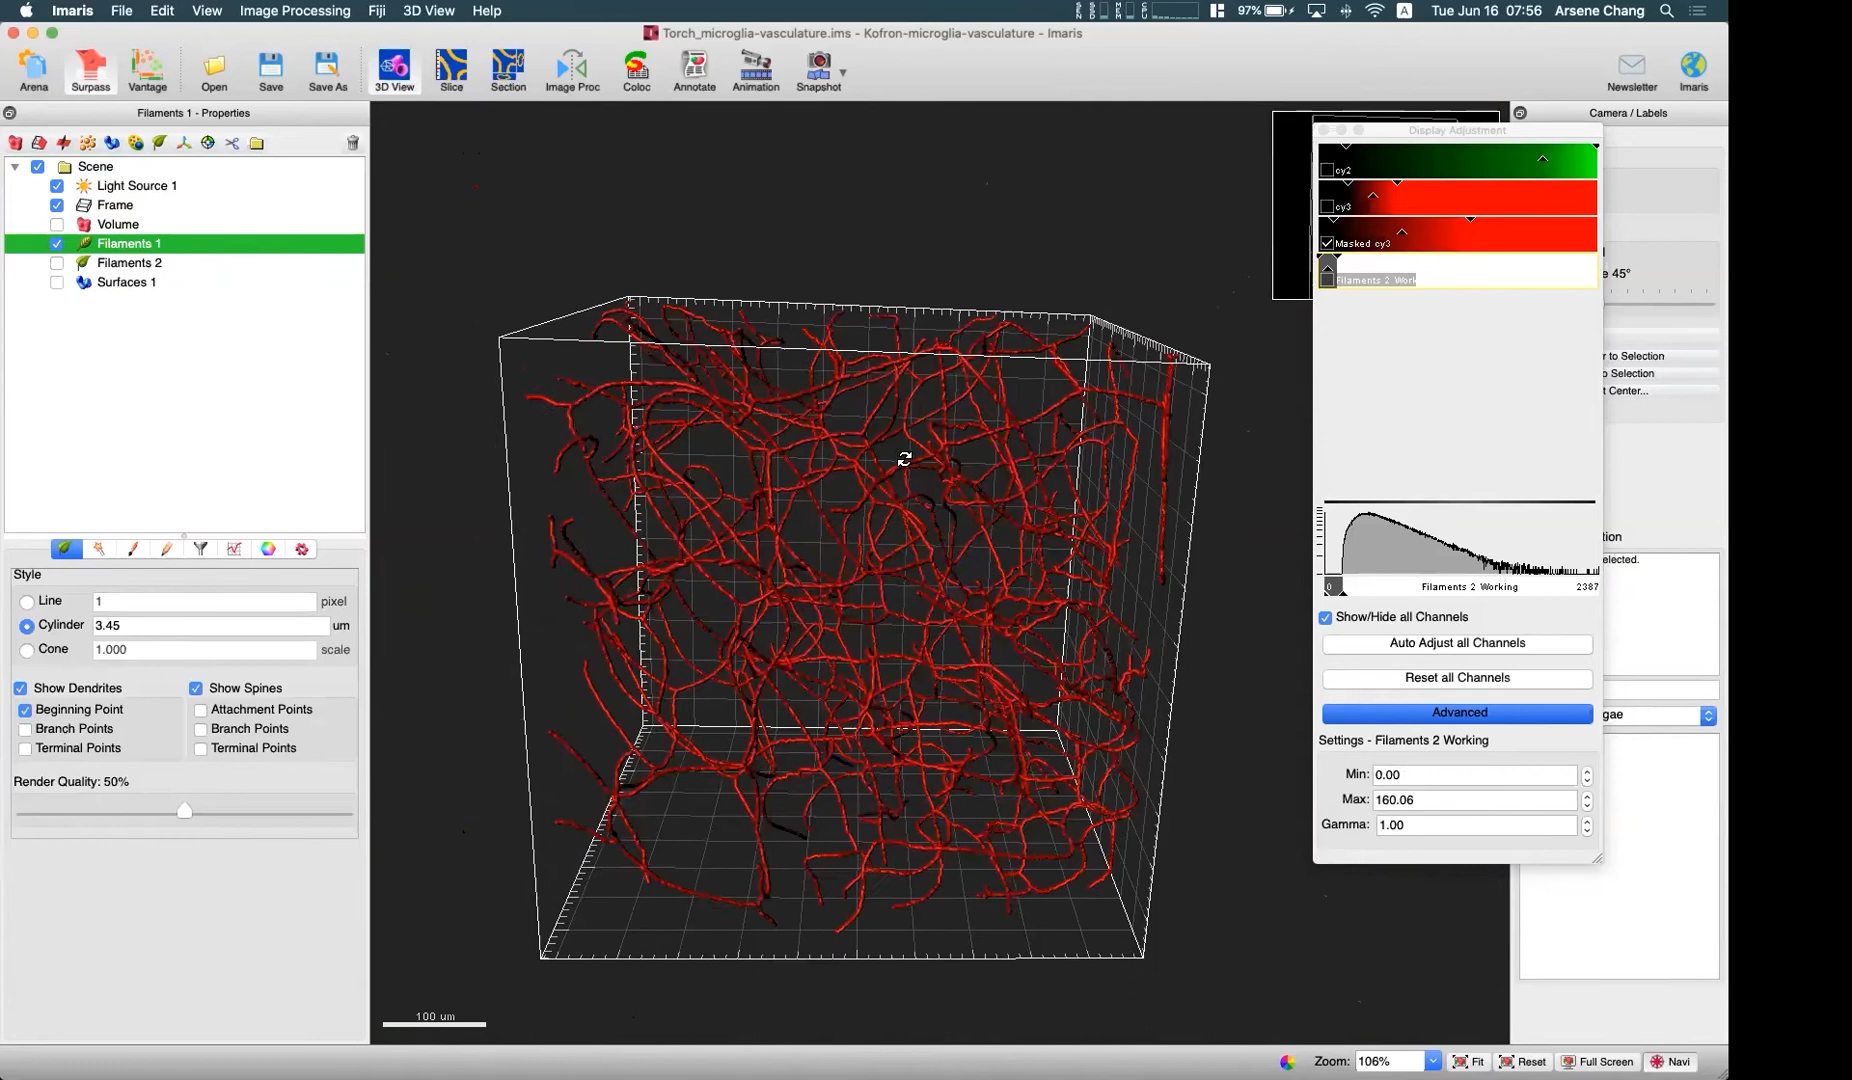 Imaris File Edit View Image Processing Fiji 3D View Help 97% A Tue Jun 16 07:56 Arsene Chang
Torch_microglia-vasculature.ims - Kofron-microglia-vasculature - Imaris
Arena Surpass Vantage Open Save Save As 3D View Slice Section Image Proc Coloc Annotate Animation Snapshot Newsletter Imaris
Filaments 1 - Properties
Camera / Labels
Scene
Light Source 1
Frame
Volume
Filaments 1
Filaments 2
Surfaces 1
Style
Line 1 pixel
Cylinder 3.45 um
Cone 1.000 scale
Show Dendrites Show Spines
Beginning Point Attachment Points
Branch Points Branch Points
Terminal Points Terminal Points
Render Quality: 50%
100 um
Display Adjustment
cy2
cy3
Masked cy3
Filaments 2 Work
e 45°
r to Selection
o Selection
t Center...
tion
elected.
0 Filaments 2 Working 2387
Show/Hide all Channels
Auto Adjust all Channels
Reset all Channels
Advanced
gae
Settings - Filaments 2 Working
Min: 0.00
Max: 160.06
Gamma: 1.00
Zoom: 106% Fit Reset Full Screen Navi